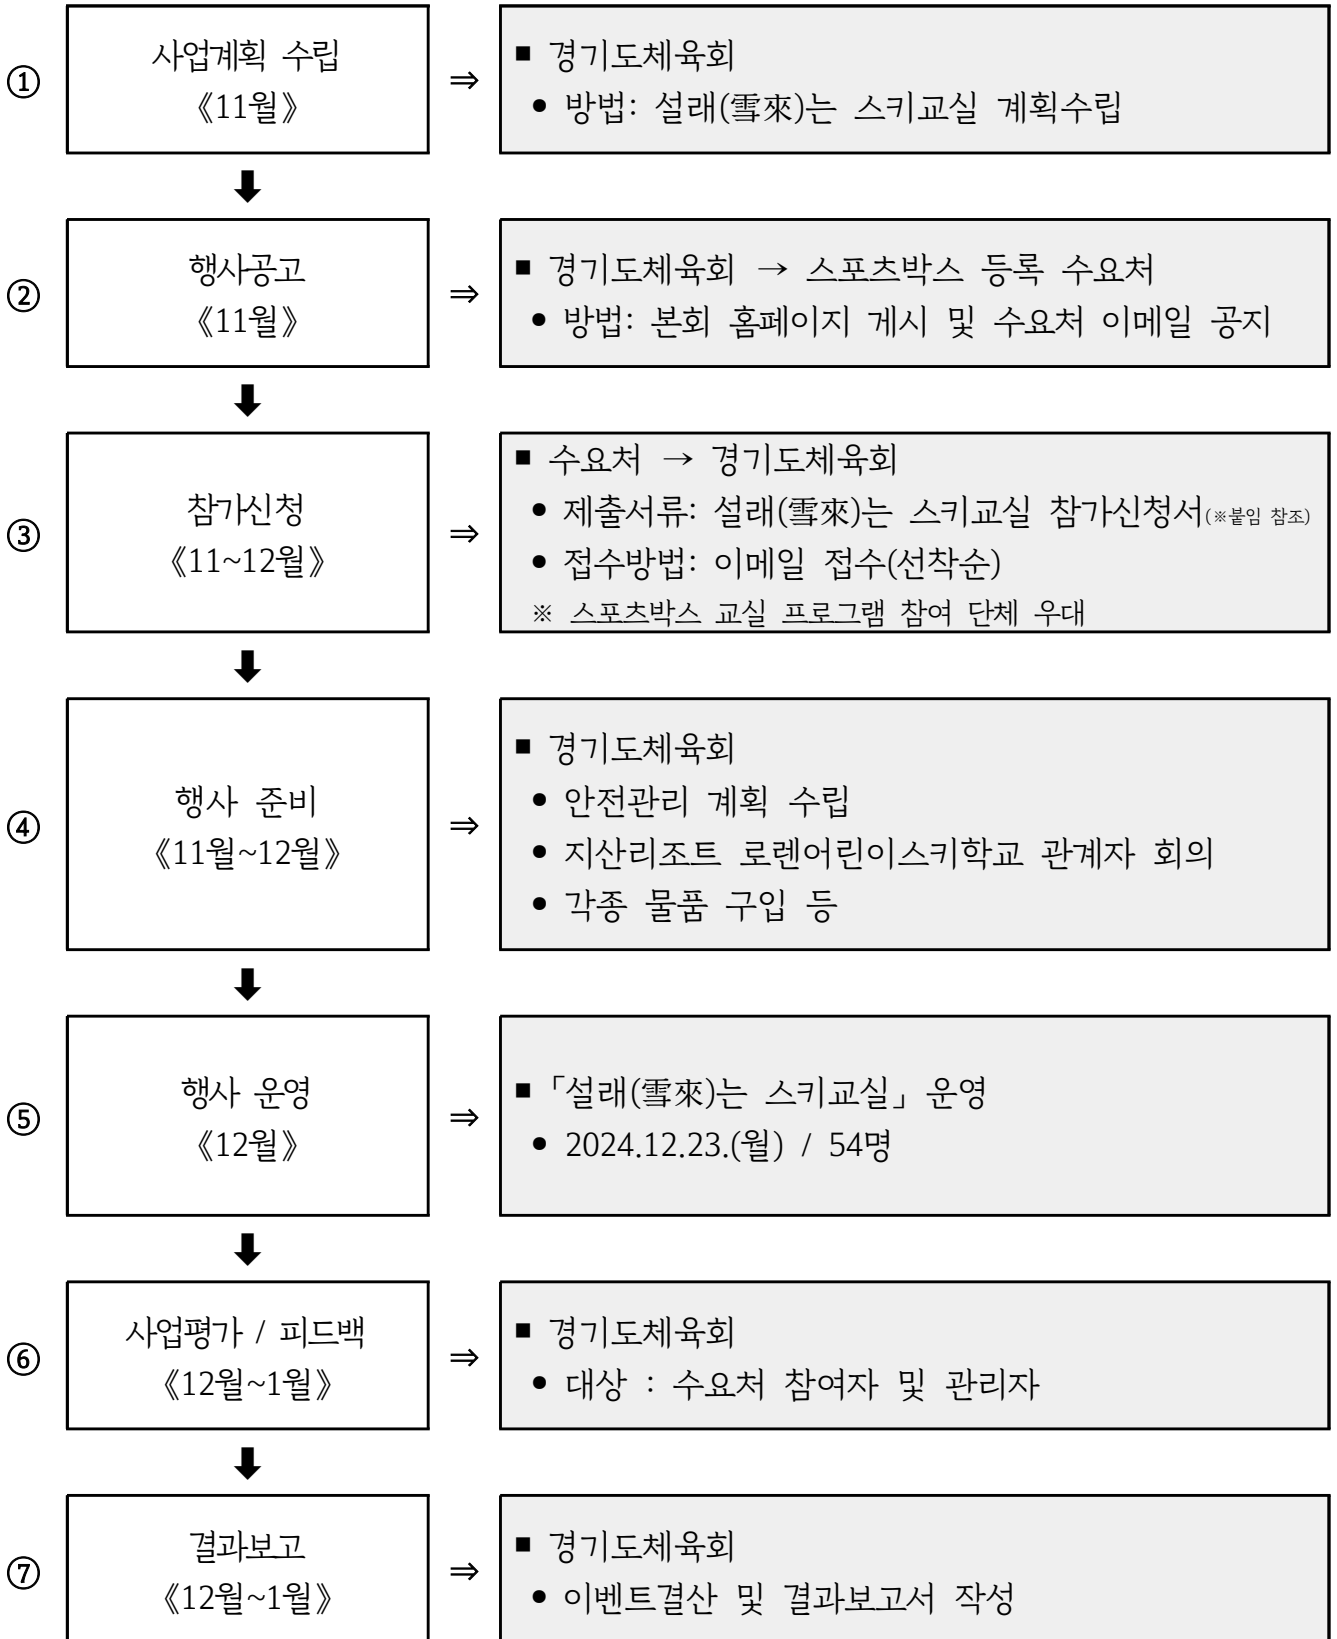 ①
사업계획 수립
《11월》
⇒
■ 경기도체육회
● 방법: 설래(雪來)는 스키교실 계획수립
②
행사공고
《11월》
⇒
■ 경기도체육회 → 스포츠박스 등록 수요처
● 방법: 본회 홈페이지 게시 및 수요처 이메일 공지
③
참가신청
《11~12월》
⇒
■ 수요처 → 경기도체육회
● 제출서류: 설래(雪來)는 스키교실 참가신청서(※붙임 참조)
● 접수방법: 이메일 접수(선착순)
※ 스포츠박스 교실 프로그램 참여 단체 우대
④
행사 준비
《11월~12월》
⇒
■ 경기도체육회
● 안전관리 계획 수립
● 지산리조트 로렌어린이스키학교 관계자 회의
● 각종 물품 구입 등
⑤
행사 운영
《12월》
⇒
■ 「설래(雪來)는 스키교실」 운영
● 2024.12.23.(월) / 54명
⑥
사업평가 / 피드백
《12월~1월》
⇒
■ 경기도체육회
● 대상 : 수요처 참여자 및 관리자
⑦
결과보고
《12월~1월》
⇒
■ 경기도체육회
● 이벤트결산 및 결과보고서 작성